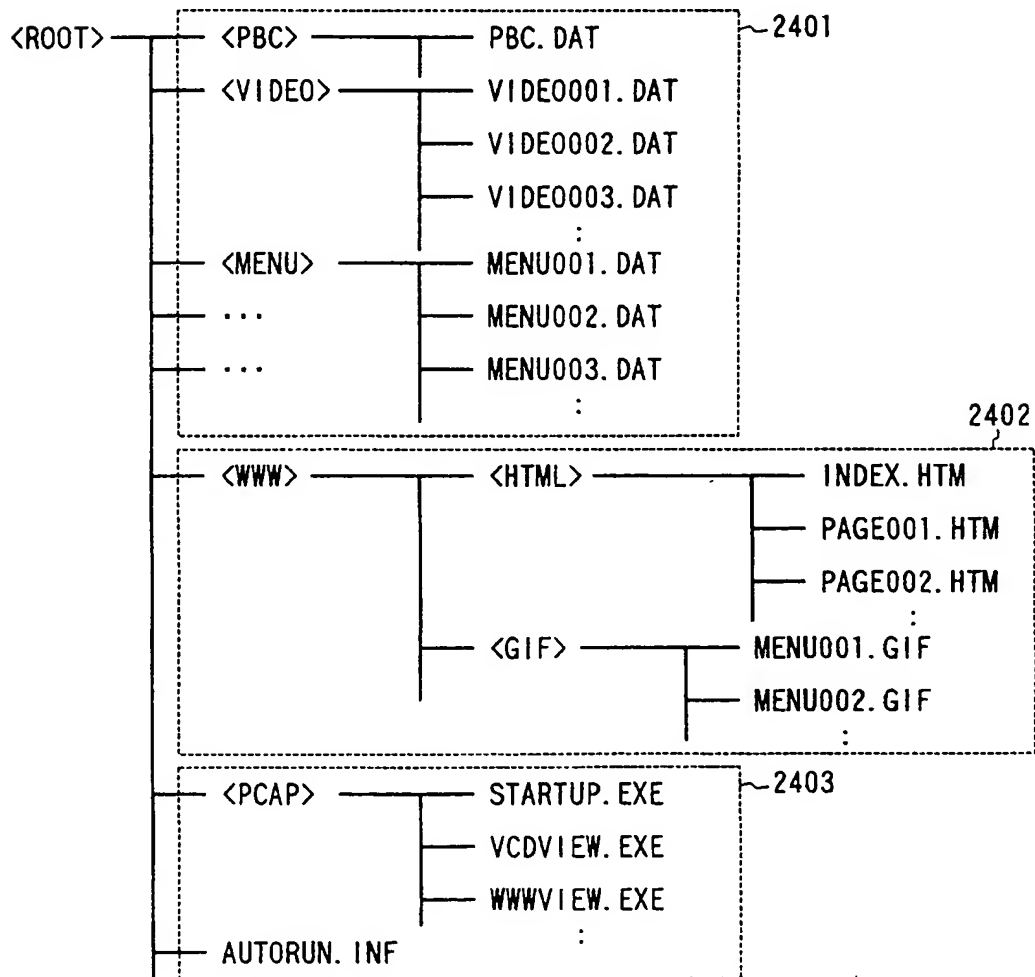 <ROOT> <PBC> PBC.DAT 2401
<VIDEO> VIDEO001.DAT
VIDEO002.DAT
VIDEO003.DAT
:
<MENU> MENU001.DAT
... MENU002.DAT
... MENU003.DAT
:
2402
<WWW> <HTML> INDEX.HTM
PAGE001.HTM
PAGE002.HTM
:
<GIF> MENU001.GIF
MENU002.GIF
:
<PCAP> STARTUP.EXE 2403
VCDVIEW.EXE
WWWVIEW.EXE
:
AUTORUN.INF